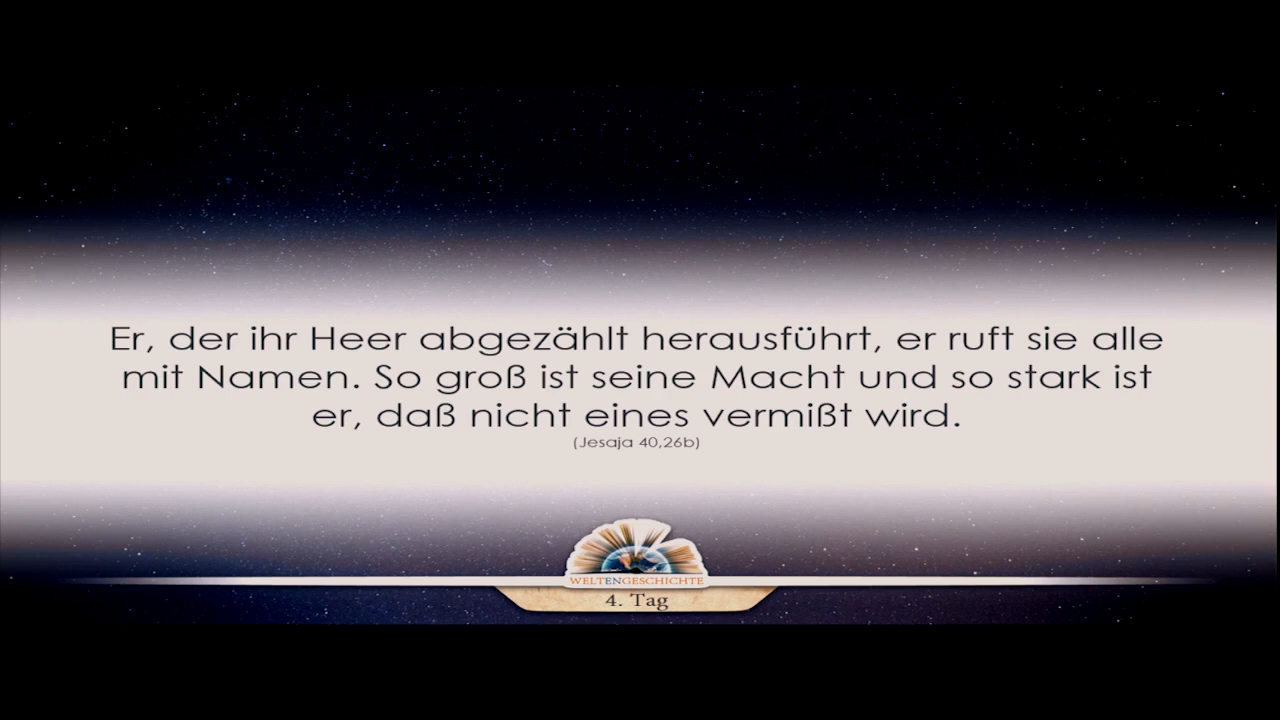 Er, der ihr Heer abgezählt herausführt, er ruft sie alle
mit Namen. So groß ist seine Macht und so stark ist
er, daß nicht eines vermißt wird.
(Jesaja 40,26b)
WELTENGESCHICHTE
4. Tag